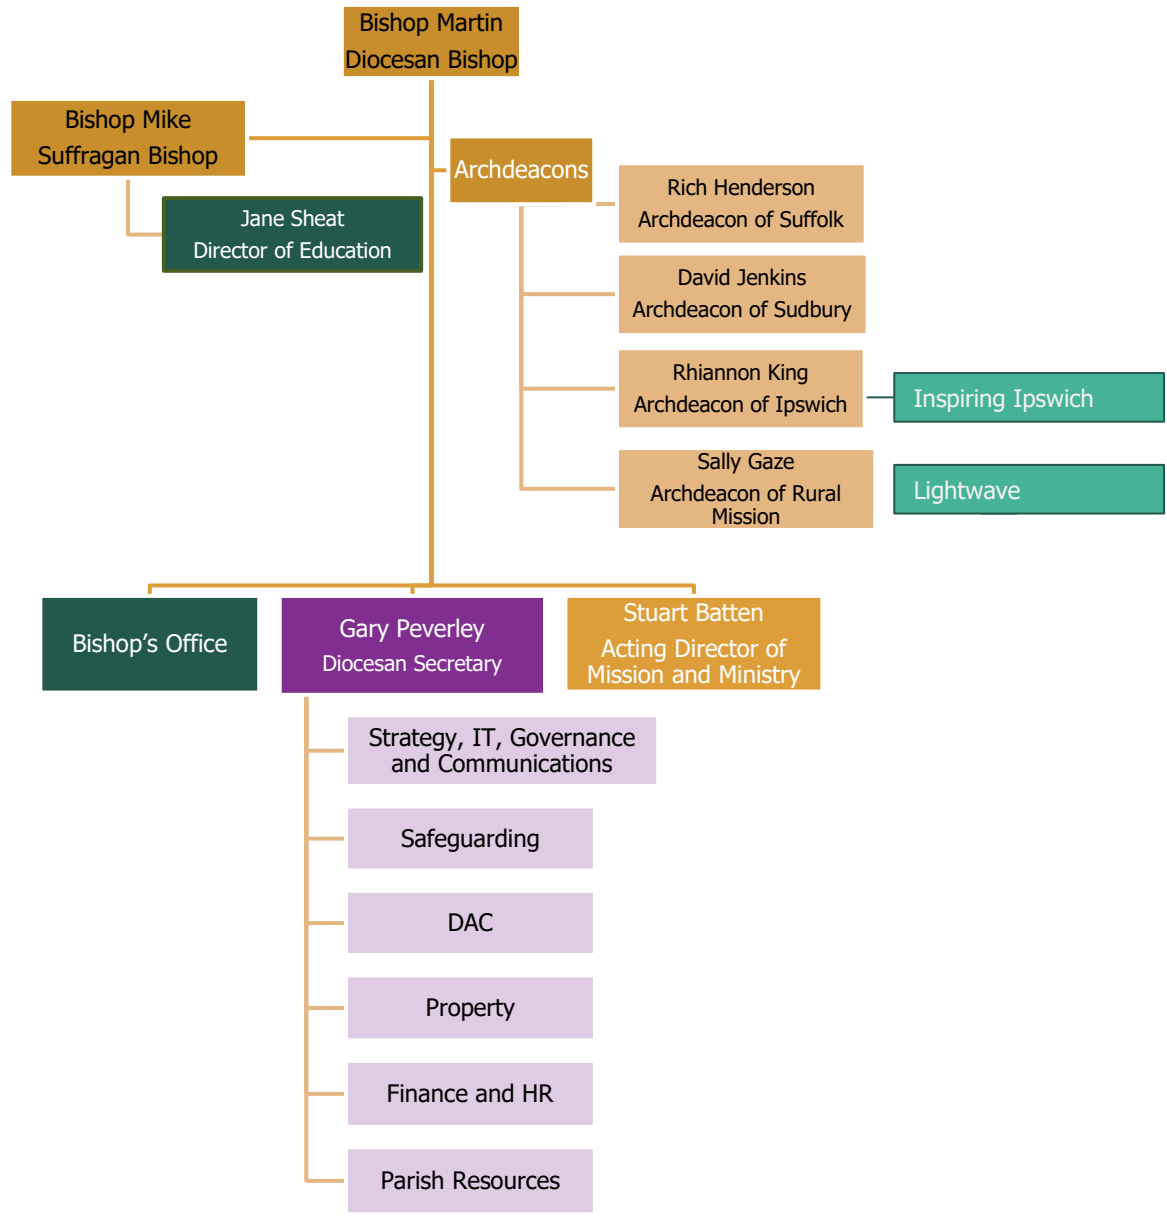 Bishop Martin
Diocesan Bishop
Bishop Mike
Suffragan Bishop
Archdeacons
Rich Henderson
Archdeacon of Suffolk
Jane Sheat
Director of Education
David Jenkins
Archdeacon of Sudbury
Rhiannon King
Archdeacon of Ipswich
Inspiring Ipswich
Sally Gaze
Archdeacon of Rural
Mission
Lightwave
Bishop’s Office
Gary Peverley
Diocesan Secretary
Stuart Batten
Acting Director of
Mission and Ministry
Strategy, IT, Governance
and Communications
Safeguarding
DAC
Property
Finance and HR
Parish Resources